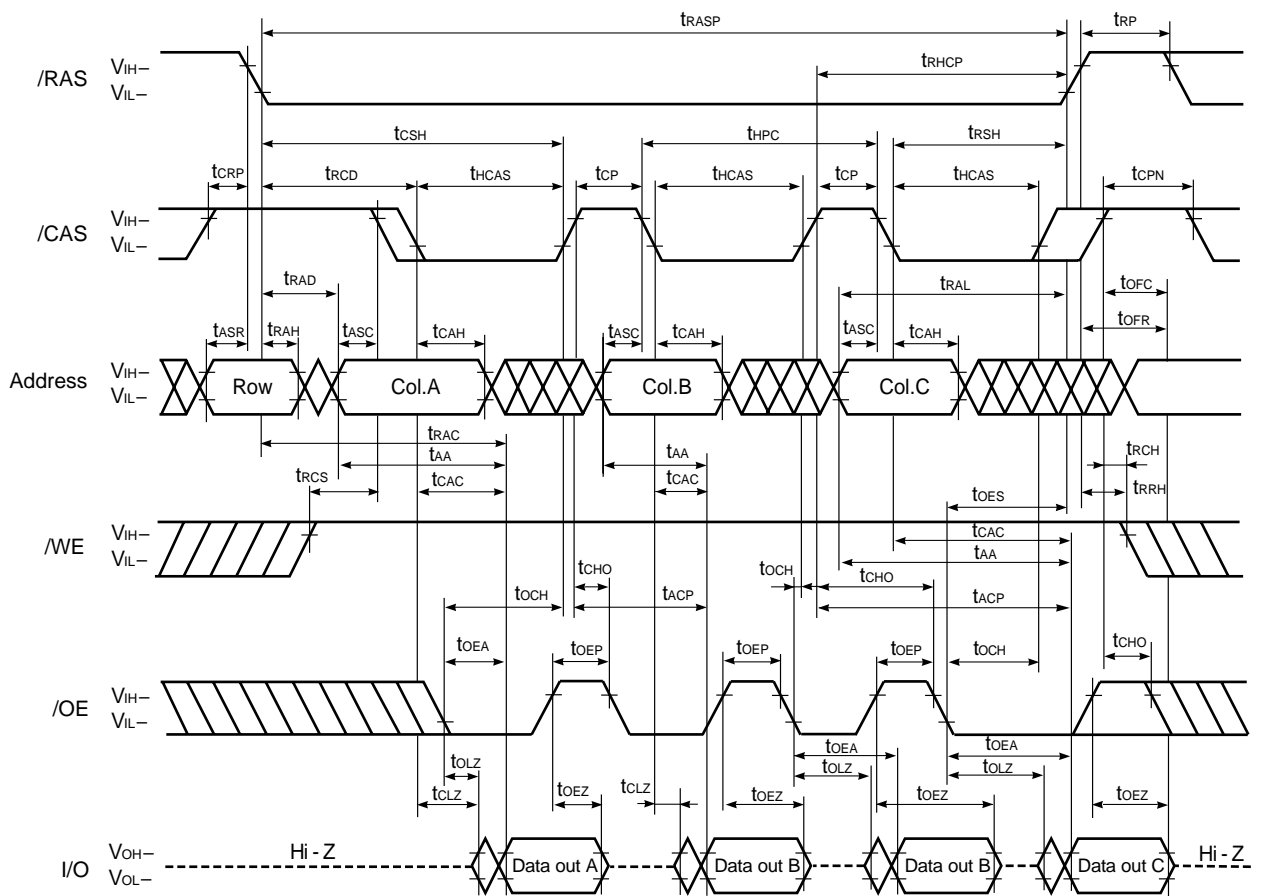 tRASP tRP
/RAS VIH– VIL–
tRHCP
tCSH tHPC tRSH
tCRP tRCD tHCAS tCP tHCAS tCP tHCAS tCPN
/CAS VIH– VIL–
tRAD tRAL tOFC
tOFR
tASR tRAH tASC tCAH tASC tCAH tASC tCAH
Address VIH– VIL– Row Col.A Col.B Col.C
tRAC
tAA tAA tRCH
tRCS tCAC tCAC tOES tRRH
/WE VIH– VIL–
tCAC
tAA
tCHO tOCH tCHO
tOCH tACP tACP
tOEA tOEP tOEP tOEP tOCH tCHO
/OE VIH– VIL–
tOEA tOEA
tOLZ tOLZ tOLZ
tCLZ tOEZ tCLZ tOEZ tOEZ tOEZ
I/O VOH– VOL– Hi - Z Data out A Data out B Data out B Data out C Hi - Z